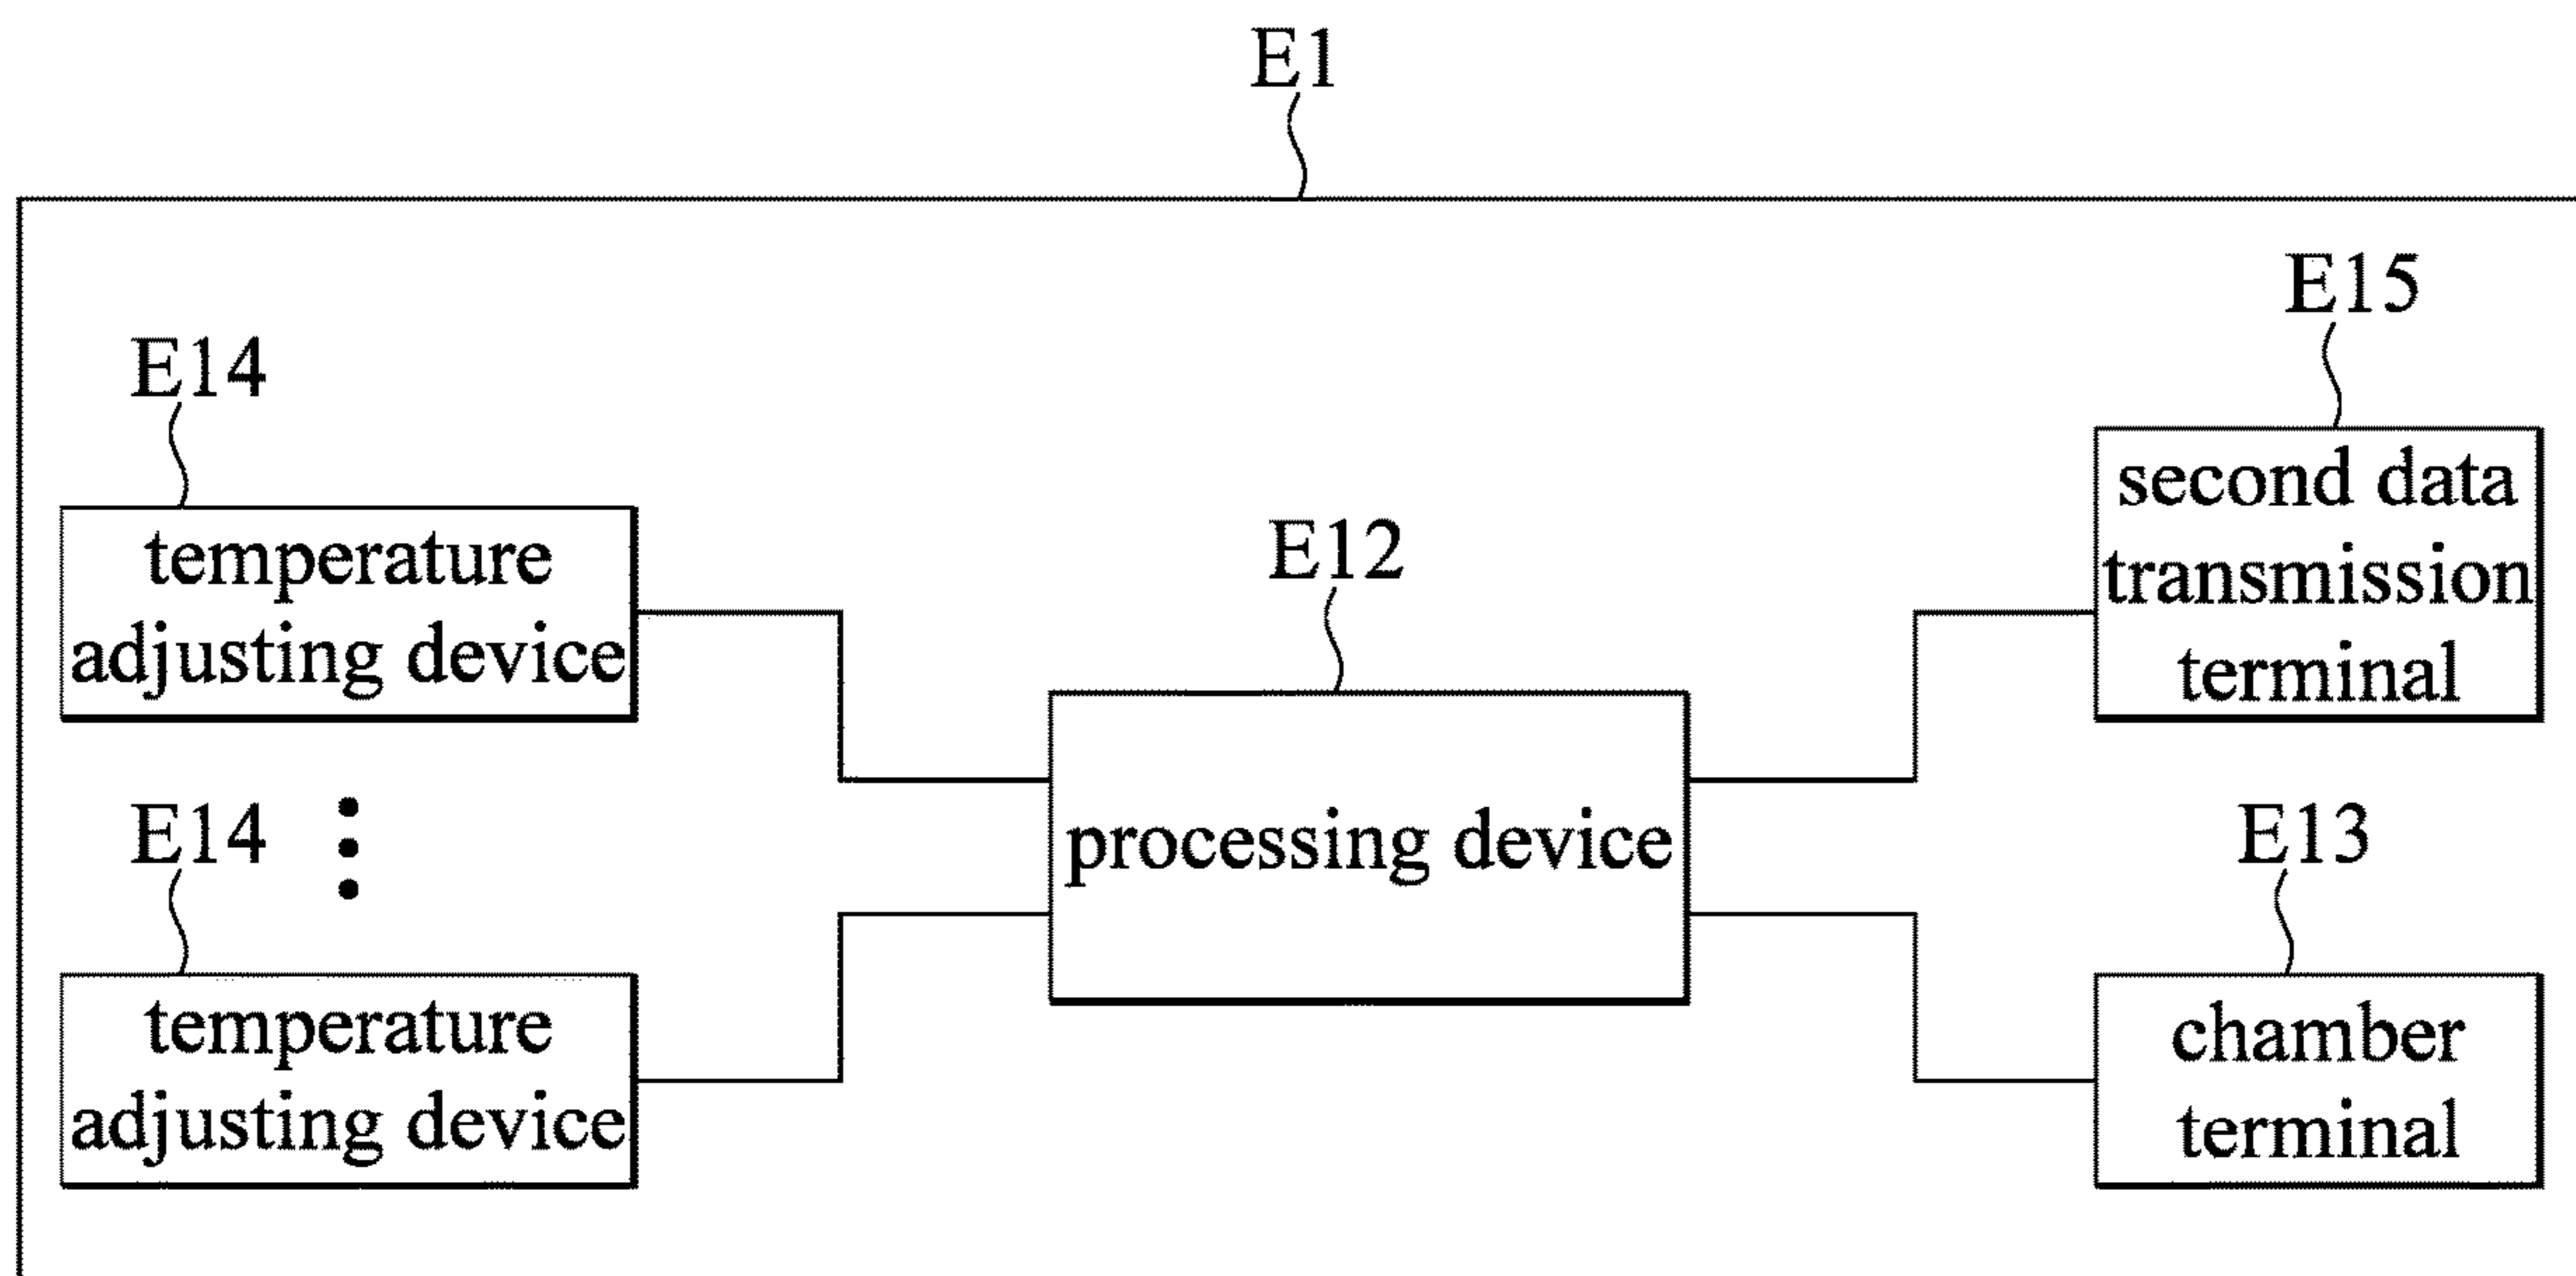 E1
E14
temperature
adjusting device
E14
temperature
adjusting device
E12
processing device
E15
second data
transmission
terminal
E13
chamber
terminal